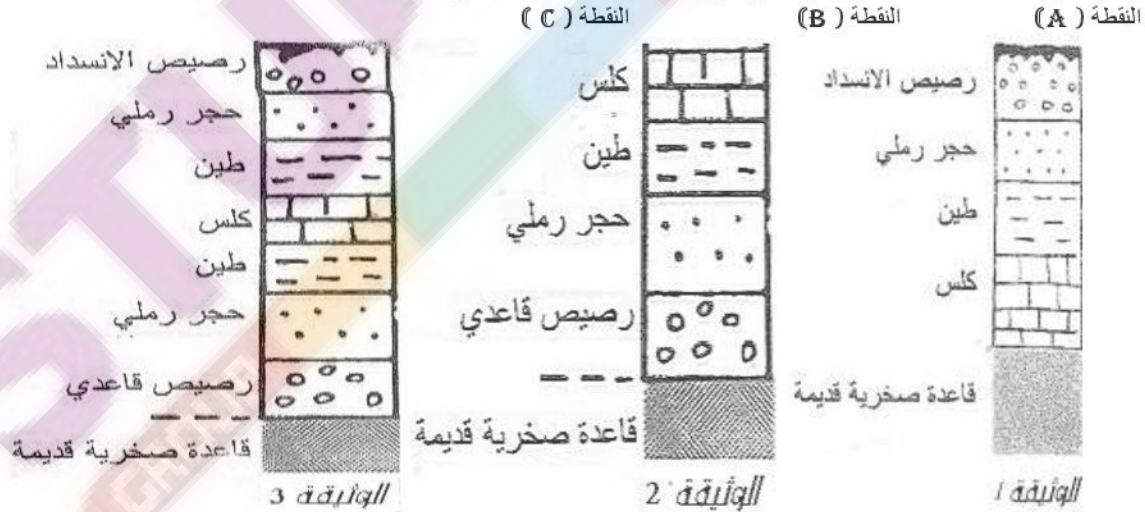 النقطة ( A )
النقطة ( B )
النقطة ( C )
رصيص الانسداد
حجر رملي
طين
كلس
قاعدة صخرية قديمة
الوثيقة 1
كلس
طين
حجر رملي
رصيص قاعدي
قاعدة صخرية قديمة
الوثيقة 2
رصيص الانسداد
حجر رملي
طين
كلس
طين
حجر رملي
رصيص قاعدي
قاعدة صخرية قديمة
الوثيقة 3